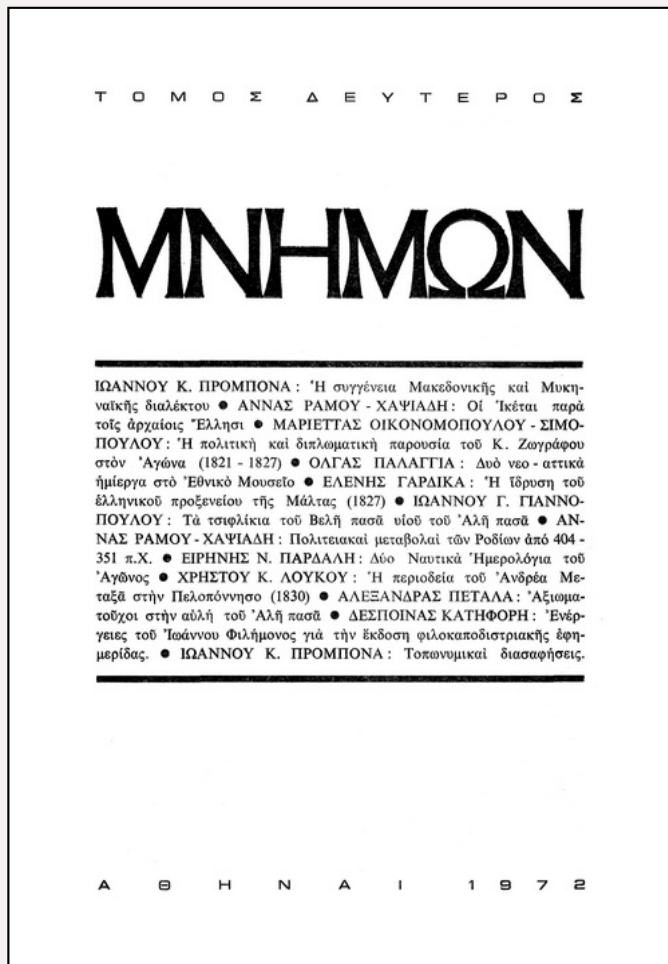 ΤΟΜΟΣ ΔΕΥΤΕΡΟΣ
ΜΝΗΜΩΝ
ΙΩΑΝΝΟΥ Κ. ΠΡΟΜΠΟΝΑ : Ἡ συγγένεια Μακεδονικῆς καὶ Μυκη-
ναϊκῆς διαλέκτου ● ΑΝΝΑΣ ΡΑΜΟΥ - ΧΑΨΙΑΔΗ : Οἱ Ἱκέται παρὰ
τοῖς ἀρχαίοις Ἕλλησι ● ΜΑΡΙΕΤΤΑΣ ΟΙΚΟΝΟΜΟΠΟΥΛΟΥ - ΣΙΜΟ-
ΠΟΥΛΟΥ : Ἡ πολιτικὴ καὶ διπλωματικὴ παρουσία τοῦ Κ. Ζωγράφου
στὸν Ἀγώνα (1821 - 1827) ● ΟΛΓΑΣ ΠΑΛΑΓΓΙΑ : Δυὸ νεο - αττικὰ
ἡμίεργα στὸ Ἐθνικὸ Μουσεῖο ● ΕΛΕΝΗΣ ΓΑΡΔΙΚΑ : Ἡ ἵδρυση τοῦ
ἑλληνικοῦ προξενείου τῆς Μάλτας (1827) ● ΙΩΑΝΝΟΥ Γ. ΓΙΑΝΝΟ-
ΠΟΥΛΟΥ : Τὰ τσιφλίκια τοῦ Βελῆ πασᾶ υἱοῦ τοῦ Ἀλῆ πασᾶ ● ΑΝ-
ΝΑΣ ΡΑΜΟΥ - ΧΑΨΙΑΔΗ : Πολιτειακαὶ μεταβολαὶ τῶν Ροδίων ἀπὸ 404 -
351 π.Χ. ● ΕΙΡΗΝΗΣ Ν. ΠΑΡΔΑΛΗ : Δύο Ναυτικὰ Ἡμερολόγια τοῦ
Ἀγῶνος ● ΧΡΗΣΤΟΥ Κ. ΛΟΥΚΟΥ : Ἡ περιοδεία τοῦ Ἀνδρέα Με-
ταξᾶ στὴν Πελοπόννησο (1830) ● ΑΛΕΞΑΝΔΡΑΣ ΠΕΤΑΛΑ : Ἀξιωμα-
τοῦχοι στὴν αὐλὴ τοῦ Ἀλῆ πασᾶ ● ΔΕΣΠΟΙΝΑΣ ΚΑΤΗΦΟΡΗ : Ἐνέρ-
γειες τοῦ Ἰωάννου Φιλήμονος γιὰ τὴν ἔκδοση φιλοκαποδιστριακῆς ἐφη-
μερίδας. ● ΙΩΑΝΝΟΥ Κ. ΠΡΟΜΠΟΝΑ : Τοπωνυμικαὶ διασαφήσεις.
ΑΘΗΝΑΙ 1972